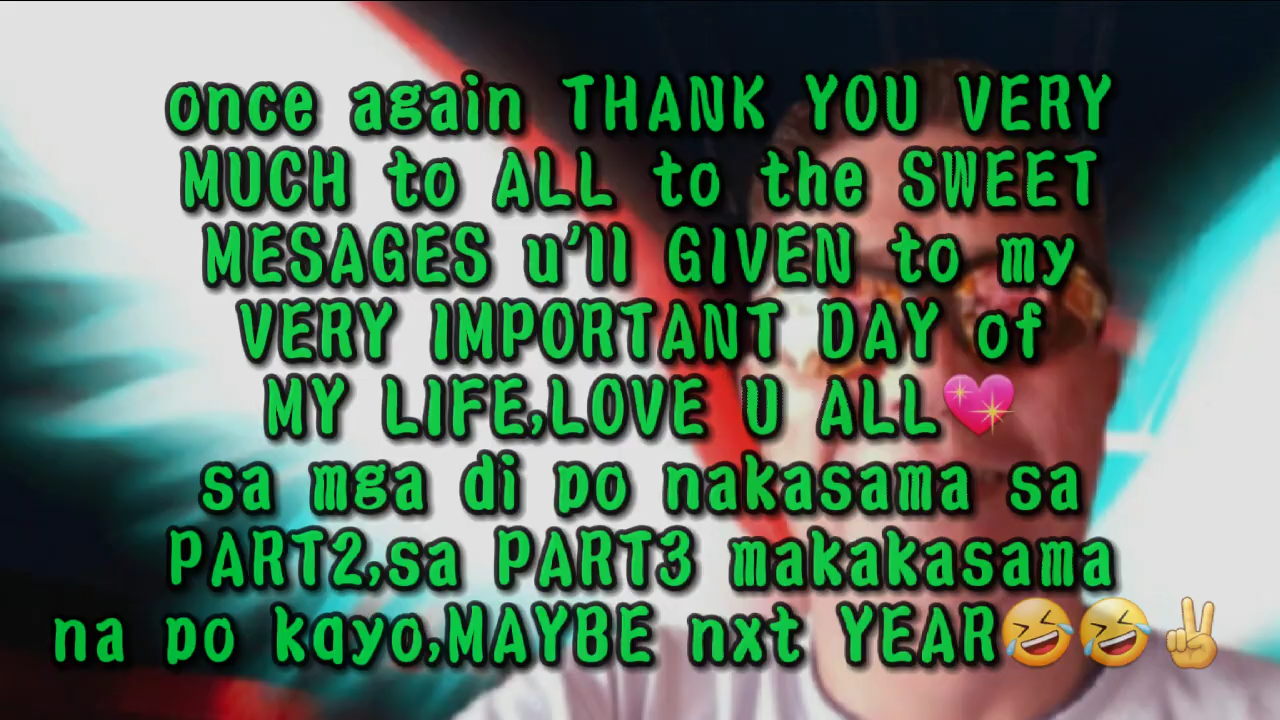 once again THANK YOU VERY
MUCH to ALL to the SWEET
MESAGES u'll GIVEN to my
VERY IMPORTANT DAY of
MY LIFE,LOVE U ALL💖
sa mga di po nakasama sa
PART2,sa PART3 makakasama
na po kayo,MAYBE nxt YEAR🤣🤣✌